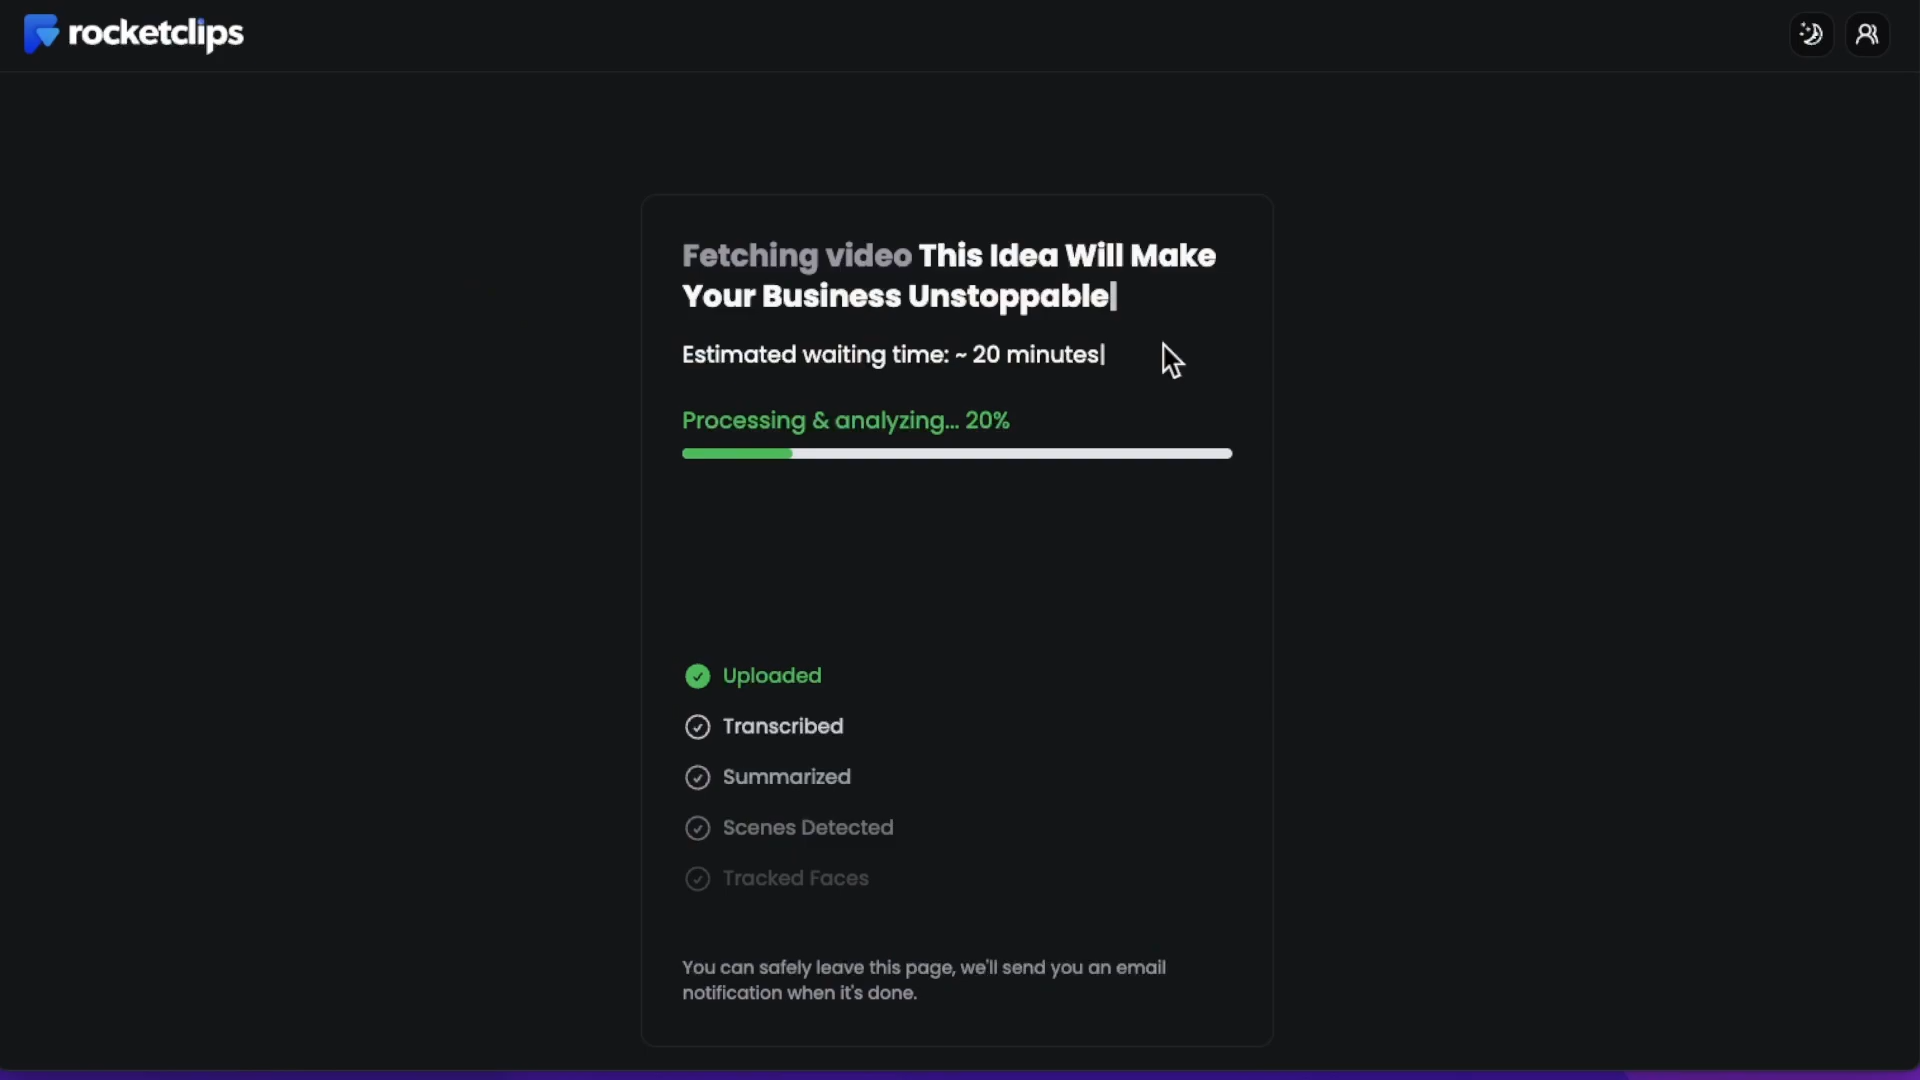 rocketclips
Fetching video This Idea Will Make
Your Business Unstoppable
Estimated waiting time: ~ 20 minutes
Processing & analyzing... 20%
Uploaded
Transcribed
Summarized
Scenes Detected
Tracked Faces
You can safely leave this page, we'll send you an email
notification when it's done.